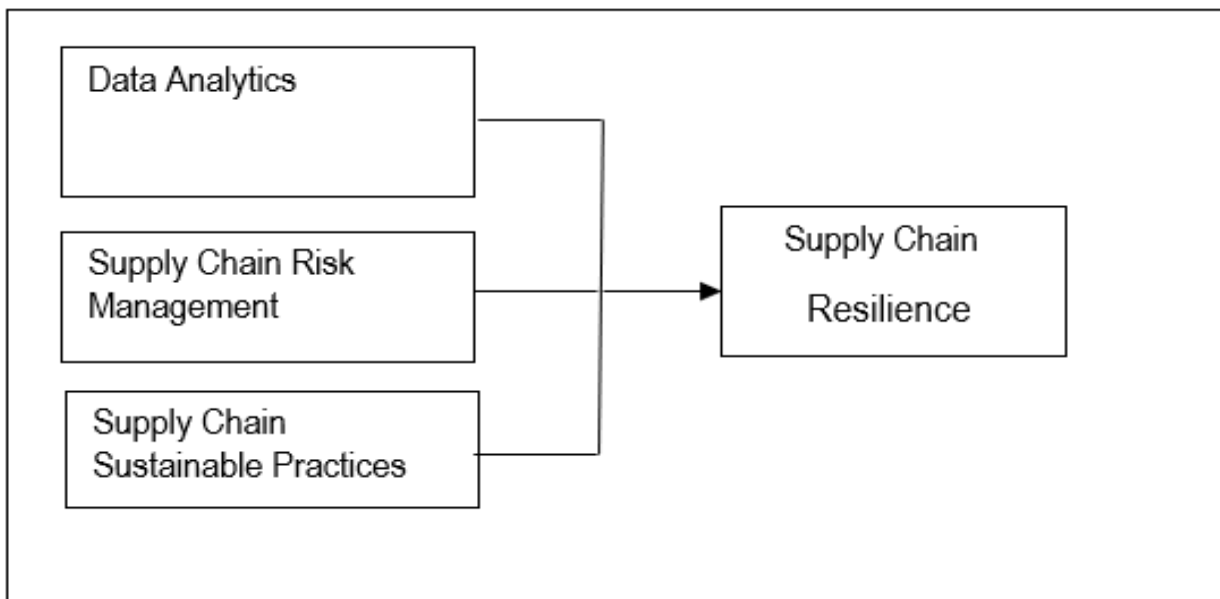 Data Analytics
Supply Chain Risk
Management
Supply Chain
Sustainable Practices
Supply Chain
Resilience